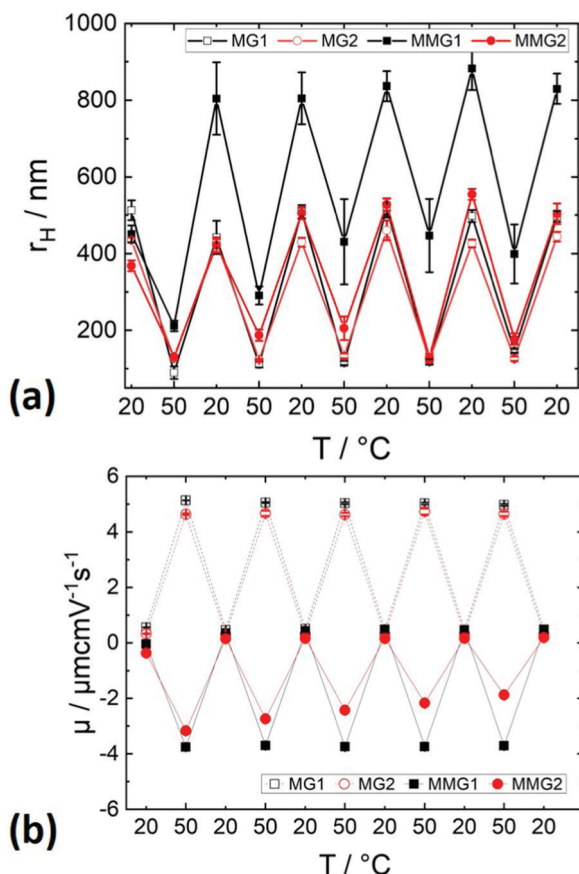 1000
MG1 MG2 MMG1 MMG2
800
600
400
200
r_H / nm
20 50 20 50 20 50 20 50 20 50 20
T / °C
(a)
6
4
2
0
-2
-4
-6
μ / μmcmV⁻¹s⁻¹
MG1 MG2 MMG1 MMG2
20 50 20 50 20 50 20 50 20 50 20
T / °C
(b)